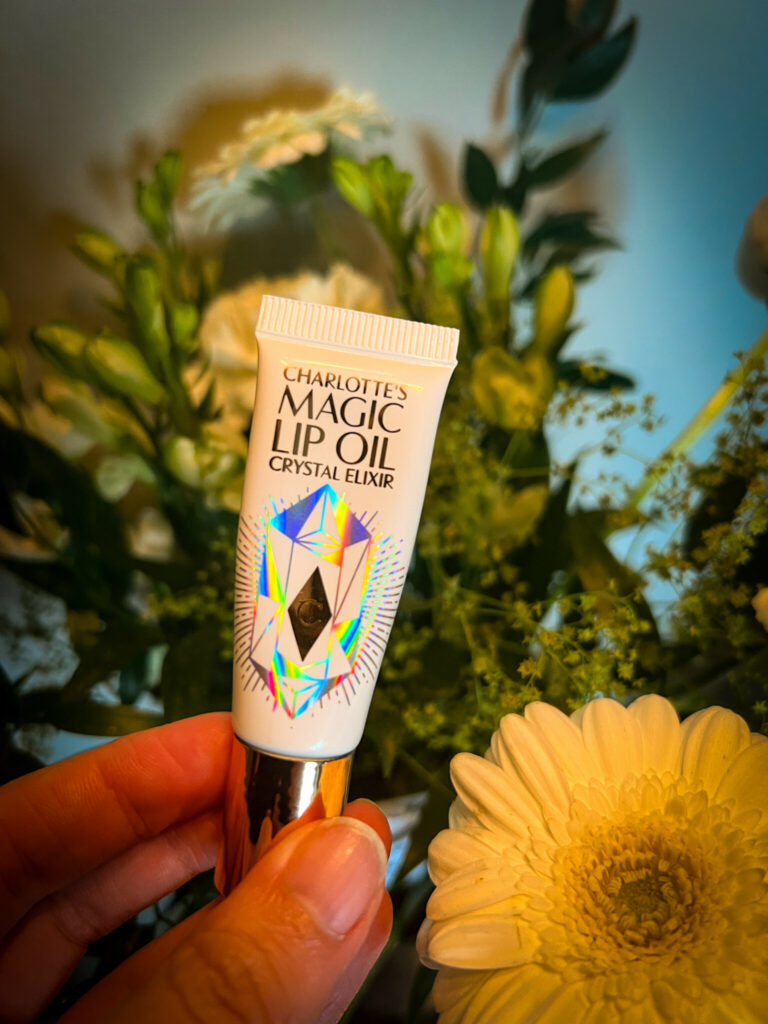 CHARLOTTE'S
MAGIC
LIP OIL
CRYSTAL ELIXIR
C